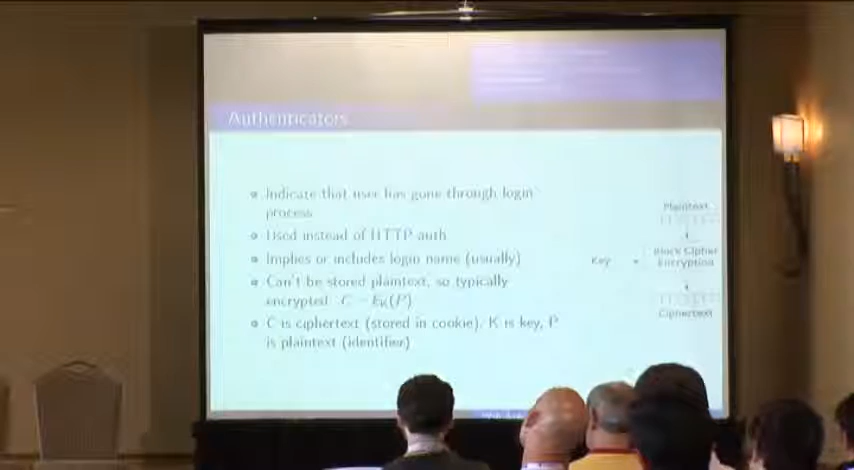 Authenticators
Indicate that user has gone through login
process
Used instead of HTTP auth
Implies or includes login name (usually)
Can't be stored plaintext, so typically
encrypted C = E_K(P)
C is ciphertext (stored in cookie), K is key, P
is plaintext (identifier)
Plaintext
Key
Block Cipher
Encryption
Ciphertext